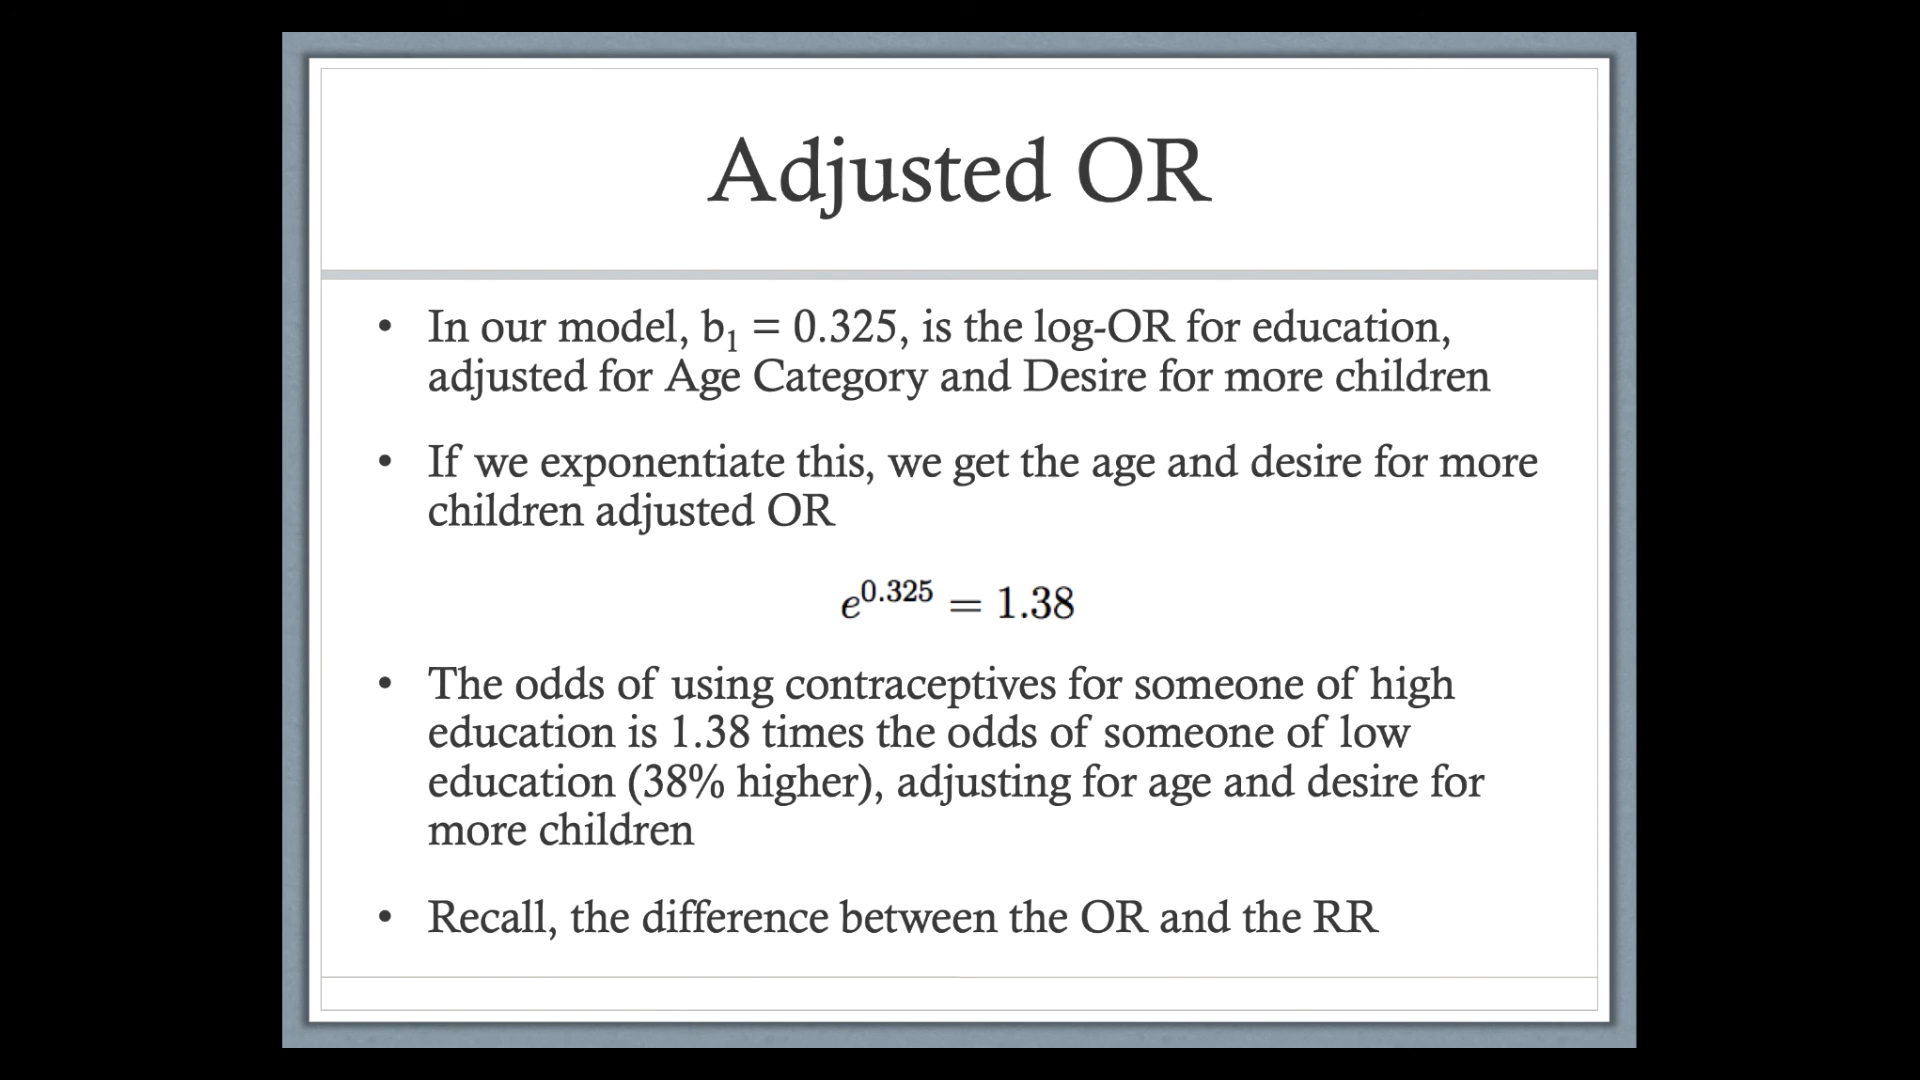 Adjusted OR
• In our model, b₁ = 0.325, is the log-OR for education,
adjusted for Age Category and Desire for more children
• If we exponentiate this, we get the age and desire for more
children adjusted OR
e^0.325 = 1.38
• The odds of using contraceptives for someone of high
education is 1.38 times the odds of someone of low
education (38% higher), adjusting for age and desire for
more children
• Recall, the difference between the OR and the RR